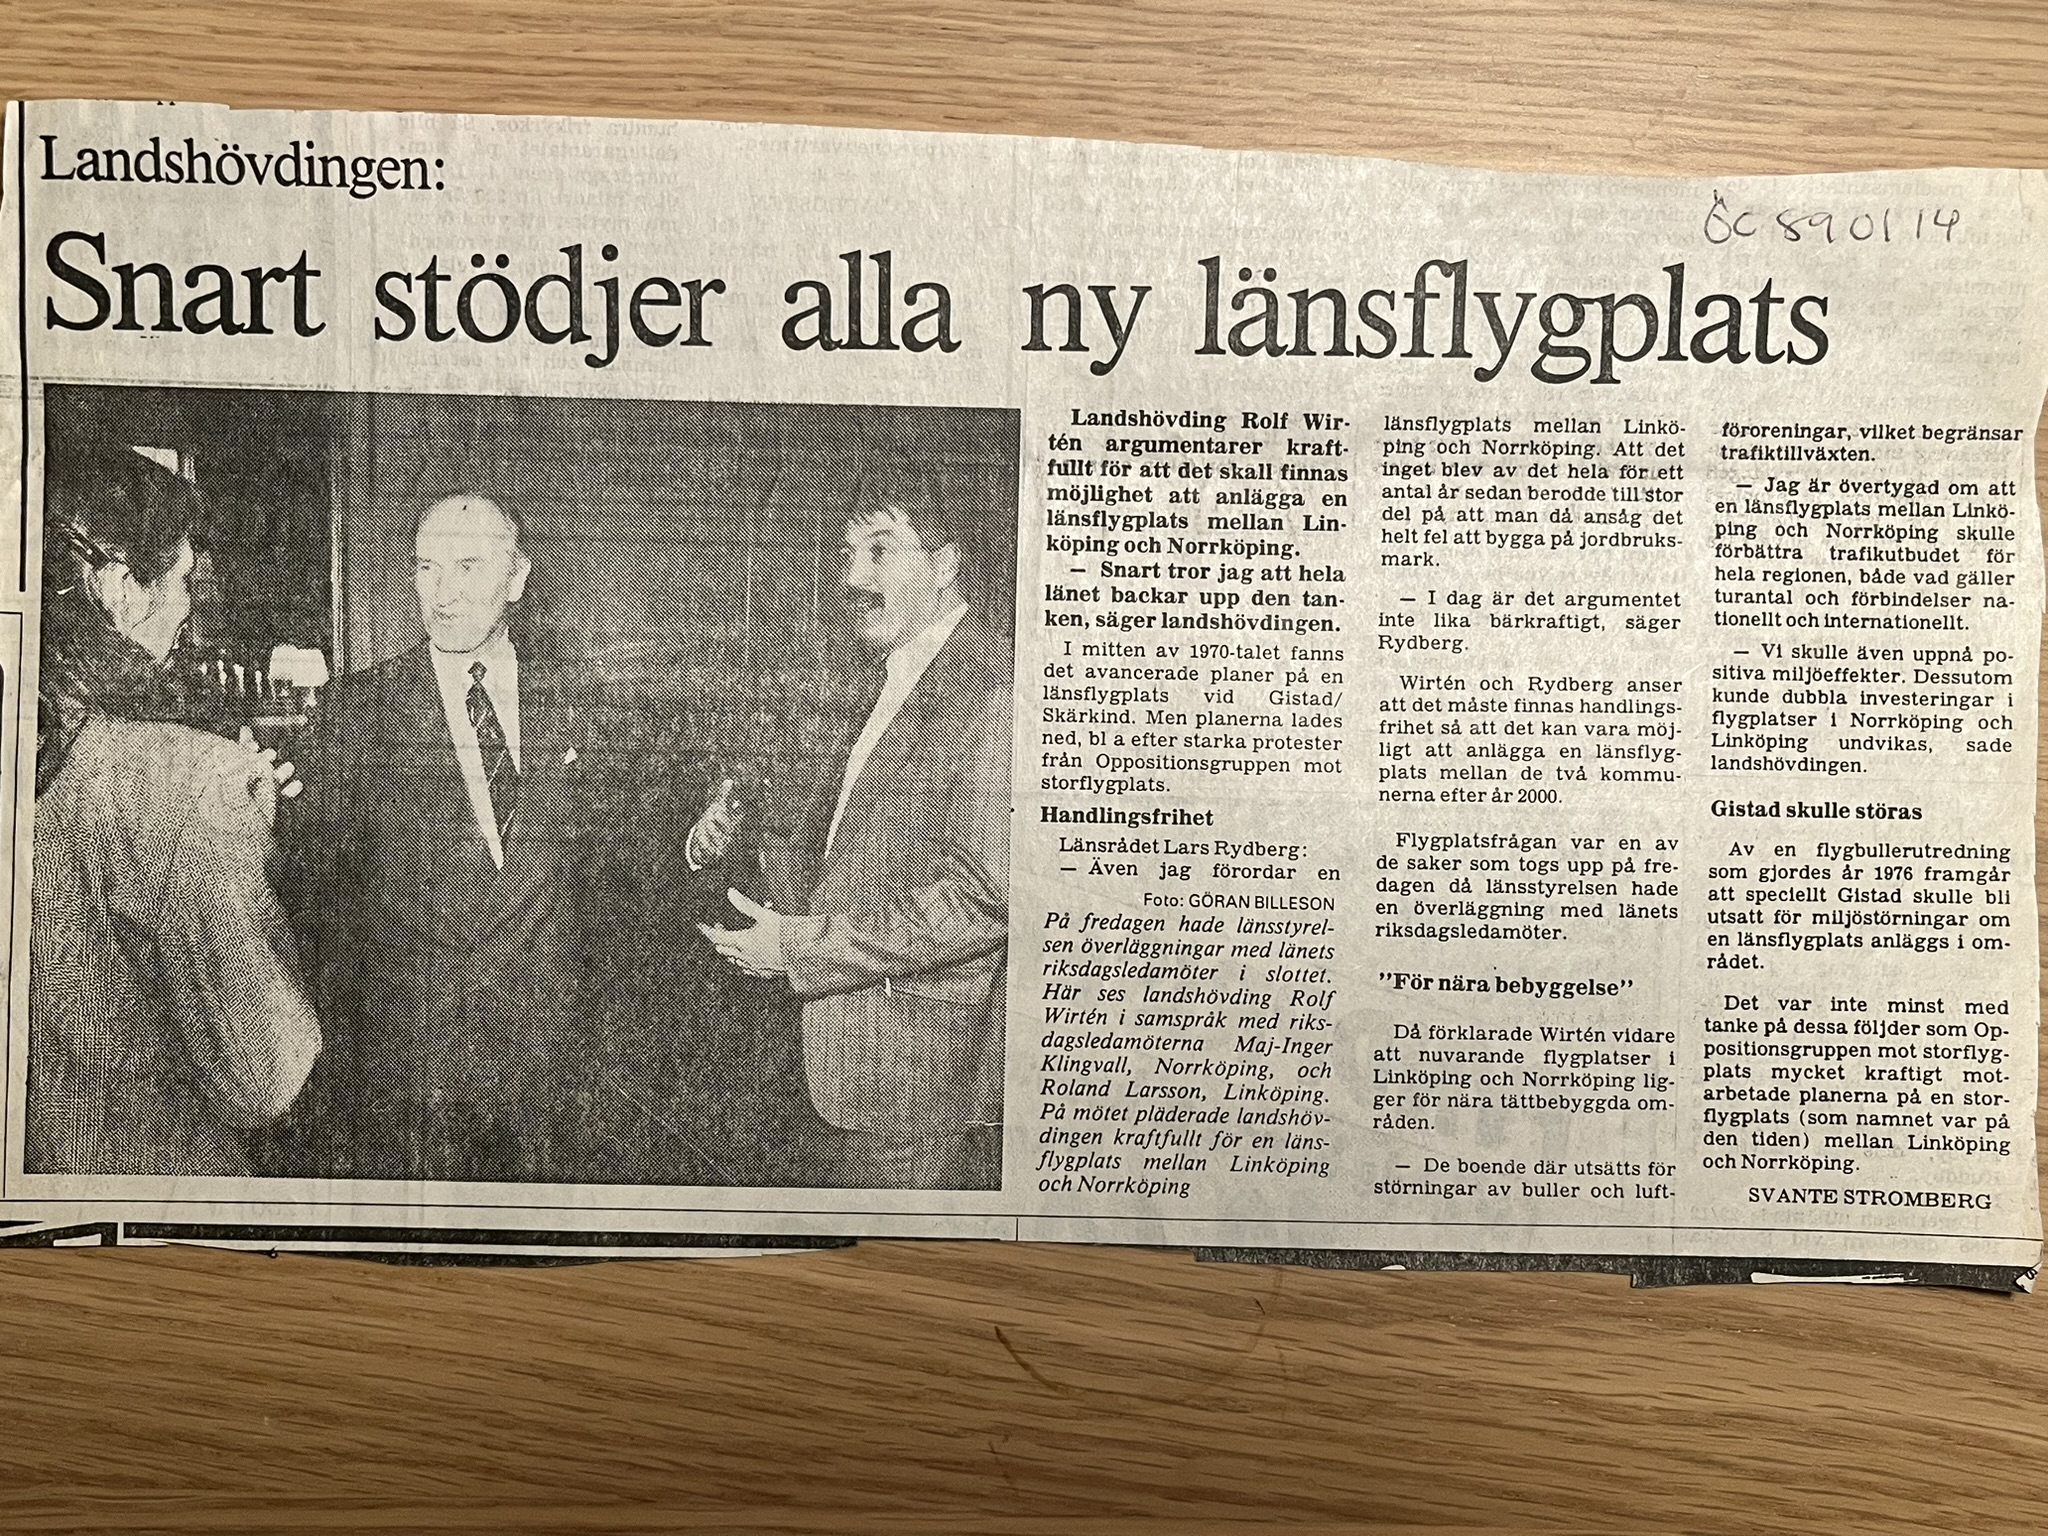 Landshövdingen:
ÖC 890114
Snart stödjer alla ny länsflygplats
Landshövding Rolf Wir-
tén argumentarer kraft-
fullt för att det skall finnas
möjlighet att anlägga en
länsflygplats mellan Lin-
köping och Norrköping.
— Snart tror jag att hela
länet backar upp den tan-
ken, säger landshövdingen.
I mitten av 1970-talet fanns
det avancerade planer på en
länsflygplats vid Gistad/
Skärkind. Men planerna lades
ned, bl a efter starka protester
från Oppositionsgruppen mot
storflygplats.
Handlingsfrihet
Länsrådet Lars Rydberg:
— Även jag förordar en
Foto: GÖRAN BILLESON
På fredagen hade länsstyrel-
sen överläggningar med länets
riksdagsledamöter i slottet.
Här ses landshövding Rolf
Wirtén i samspråk med riks-
dagsledamöterna Maj-Inger
Klingvall, Norrköping, och
Roland Larsson, Linköping.
På mötet pläderade landshöv-
dingen kraftfullt för en läns-
flygplats mellan Linköping
och Norrköping
länsflygplats mellan Linkö-
ping och Norrköping. Att det
inget blev av det hela för ett
antal år sedan berodde till stor
del på att man då ansåg det
helt fel att bygga på jordbruks-
mark.
— I dag är det argumentet
inte lika bärkraftigt, säger
Rydberg.
Wirtén och Rydberg anser
att det måste finnas handlings-
frihet så att det kan vara möj-
ligt att anlägga en länsflyg-
plats mellan de två kommu-
nerna efter år 2000.
Flygplatsfrågan var en av
de saker som togs upp på fre-
dagen då länsstyrelsen hade
en överläggning med länets
riksdagsledamöter.
”För nära bebyggelse”
Då förklarade Wirtén vidare
att nuvarande flygplatser i
Linköping och Norrköping lig-
ger för nära tättbebyggda om-
råden.
— De boende där utsätts för
störningar av buller och luft-
föroreningar, vilket begränsar
trafiktillväxten.
— Jag är övertygad om att
en länsflygplats mellan Linkö-
ping och Norrköping skulle
förbättra trafikutbudet för
hela regionen, både vad gäller
turantal och förbindelser na-
tionellt och internationellt.
— Vi skulle även uppnå po-
sitiva miljöeffekter. Dessutom
kunde dubbla investeringar i
flygplatser i Norrköping och
Linköping undvikas, sade
landshövdingen.
Gistad skulle störas
Av en flygbullerutredning
som gjordes år 1976 framgår
att speciellt Gistad skulle bli
utsatt för miljöstörningar om
en länsflygplats anläggs i om-
rådet.
Det var inte minst med
tanke på dessa följder som Op-
positionsgruppen mot storflyg-
plats mycket kraftigt mot-
arbetade planerna på en stor-
flygplats (som namnet var på
den tiden) mellan Linköping
och Norrköping.
SVANTE STROMBERG